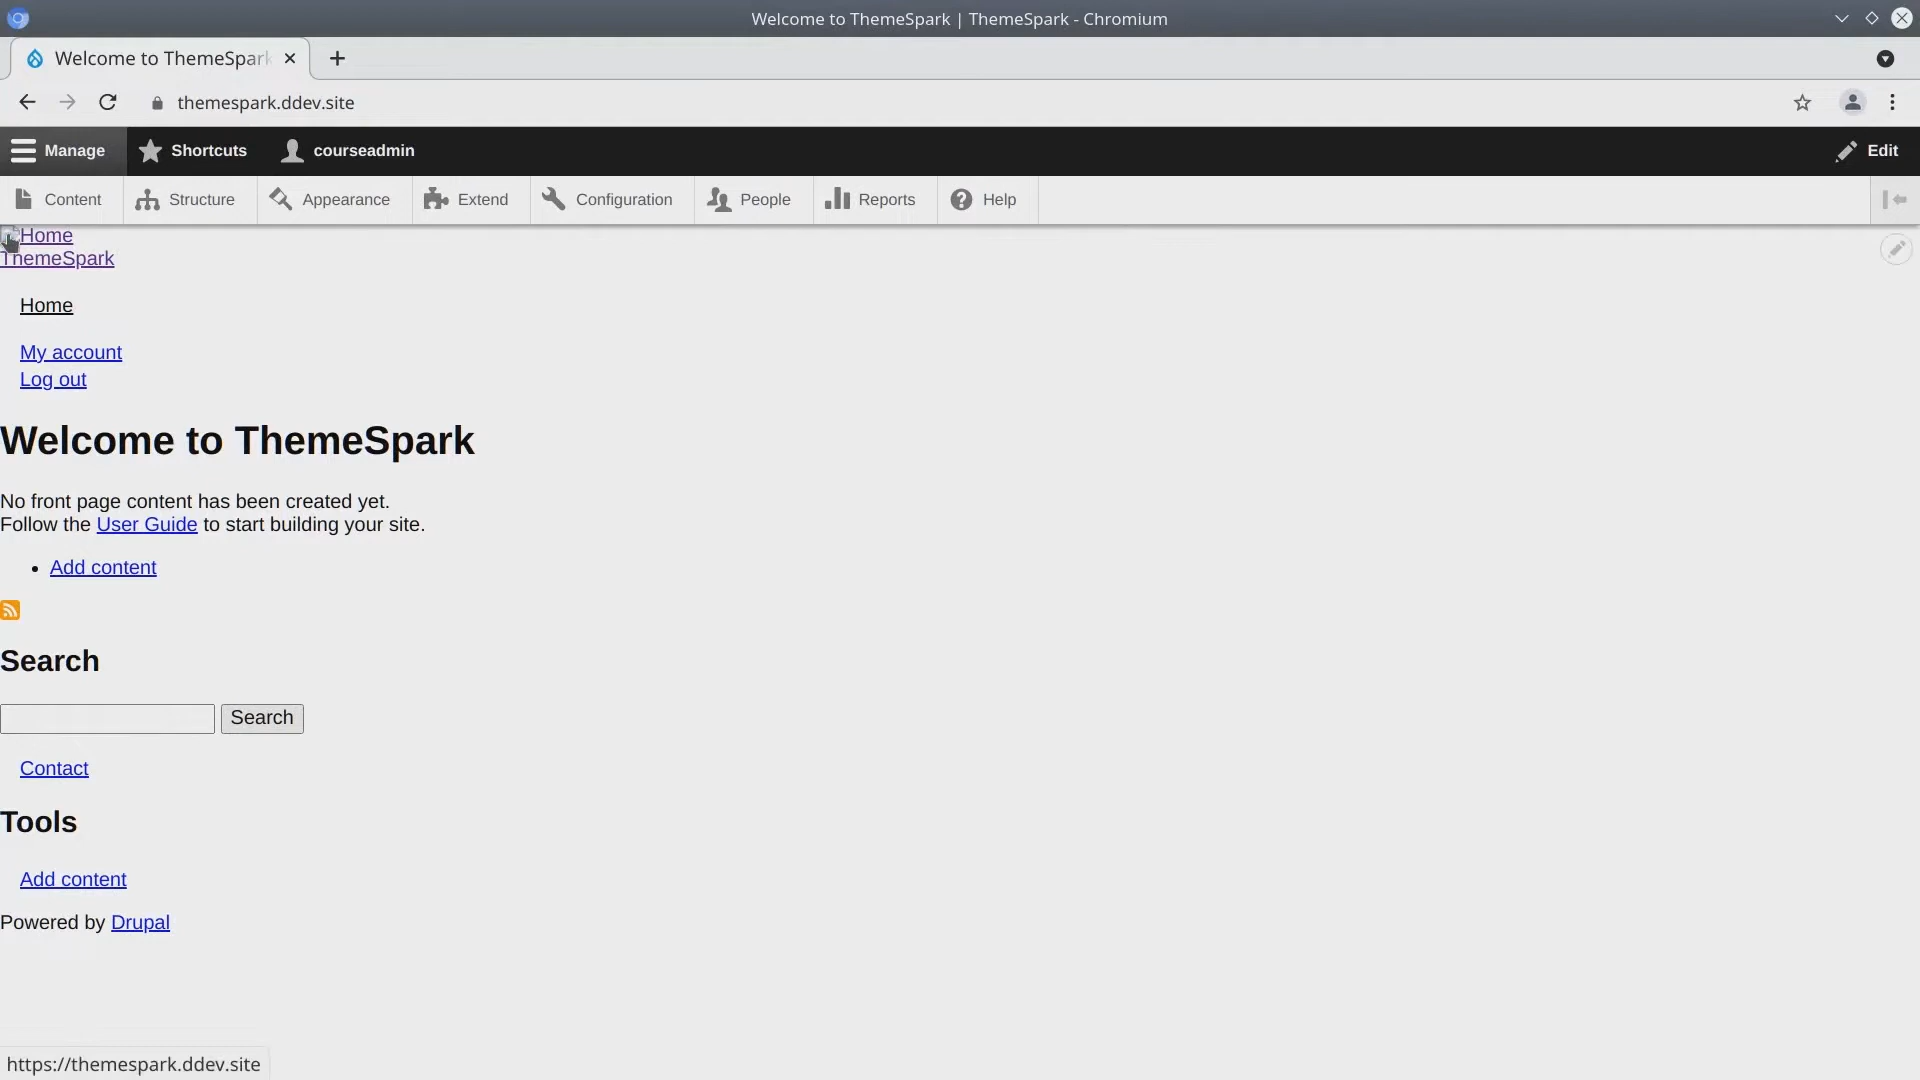 Welcome to ThemeSpark | ThemeSpark - Chromium
Welcome to ThemeSpark
themespark.ddev.site
Manage Shortcuts courseadmin Edit
Content Structure Appearance Extend Configuration People Reports Help
Home
ThemeSpark
Home
My account
Log out
Welcome to ThemeSpark
No front page content has been created yet.
Follow the User Guide to start building your site.
Add content
Search
Search
Contact
Tools
Add content
Powered by Drupal
https://themespark.ddev.site